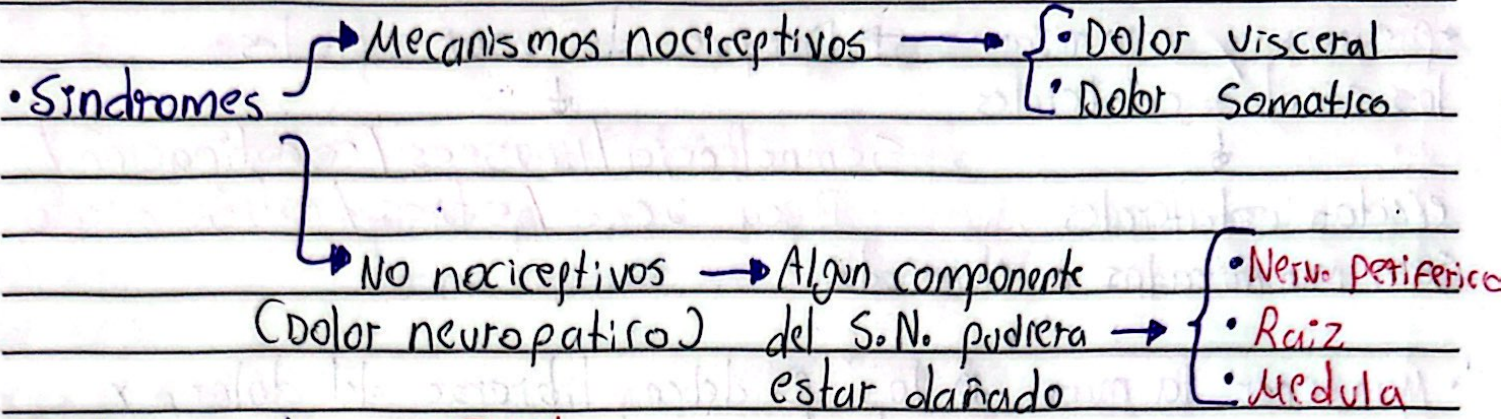 Mecanismos nociceptivos → • Dolor visceral
• Sindromes
• Dolor Somatico
No nociceptivos → Algun componente • Nervo periferico
(Dolor neuropatico) del S.N. pudiera → • Raiz
estar dañado • Medula